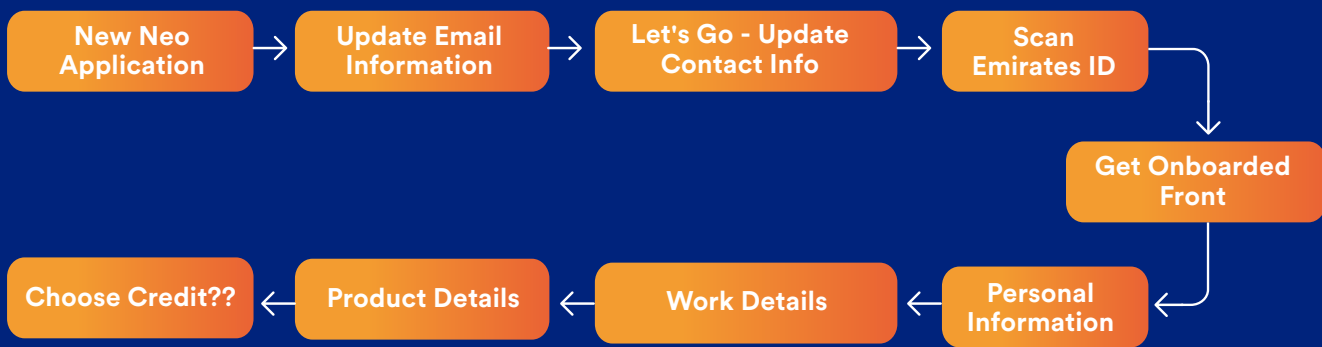 New Neo
Application
Update Email
Information
Let's Go - Update
Contact Info
Scan
Emirates ID
Get Onboarded
Front
Personal
Information
Work Details
Product Details
Choose Credit??